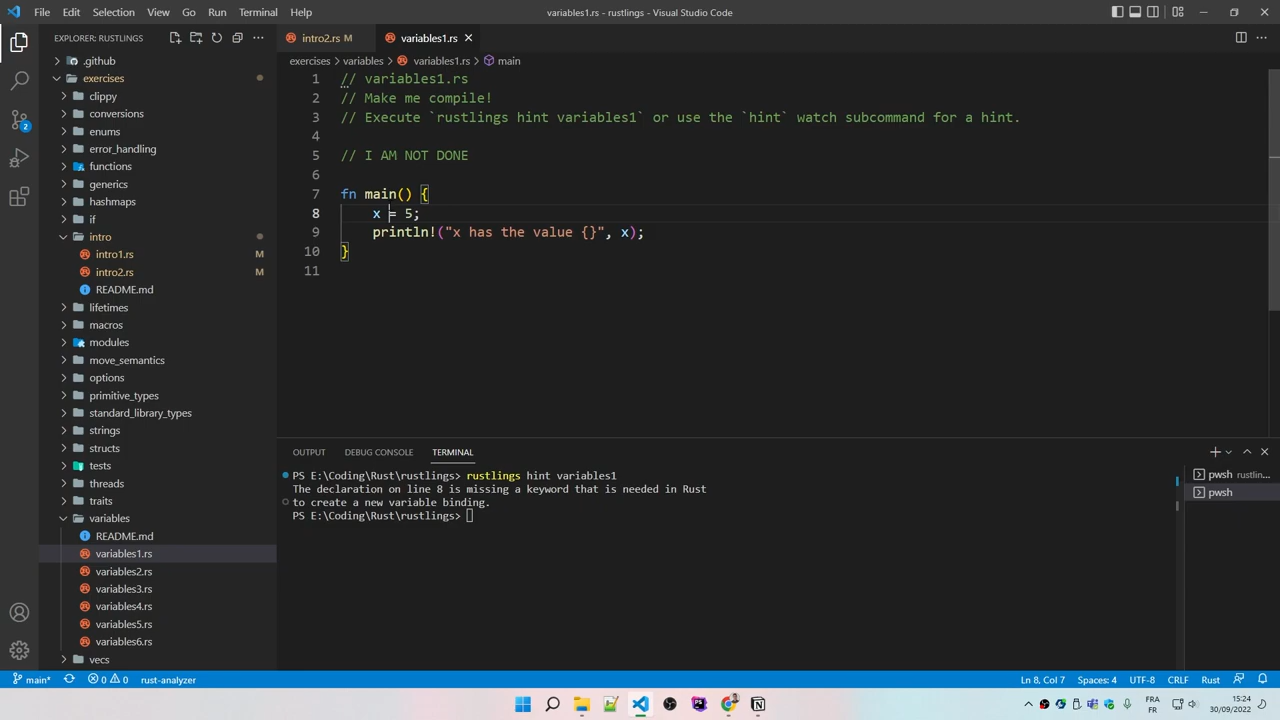 File Edit Selection View Go Run Terminal Help
variables1.rs - rustlings - Visual Studio Code
EXPLORER: RUSTLINGS
.github
exercises
clippy
conversions
enums
error_handling
functions
generics
hashmaps
if
intro
intro1.rs M
intro2.rs M
README.md
lifetimes
macros
modules
move_semantics
options
primitive_types
standard_library_types
strings
structs
tests
threads
traits
variables
README.md
variables1.rs
variables2.rs
variables3.rs
variables4.rs
variables5.rs
variables6.rs
vecs
2
intro2.rs M variables1.rs
exercises > variables > variables1.rs > main
1 // variables1.rs
2 // Make me compile!
3 // Execute `rustlings hint variables1` or use the `hint` watch subcommand for a hint.
4
5 // I AM NOT DONE
6
7 fn main() {
8 x = 5;
9 println!("x has the value {}", x);
10 }
11
OUTPUT DEBUG CONSOLE TERMINAL
PS E:\Coding\Rust\rustlings> rustlings hint variables1
The declaration on line 8 is missing a keyword that is needed in Rust
to create a new variable binding.
PS E:\Coding\Rust\rustlings>
pwsh rustlin...
pwsh
main* 0 0 rust-analyzer
Ln 8, Col 7 Spaces: 4 UTF-8 CRLF Rust
FRA
FR
15:24
30/09/2022